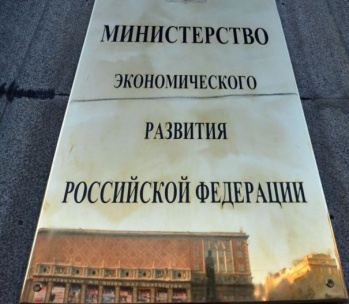 МИНИСТЕРСТВО
ЭКОНОМИЧЕСКОГО
РАЗВИТИЯ
РОССИЙСКОЙ ФЕДЕРАЦИИ